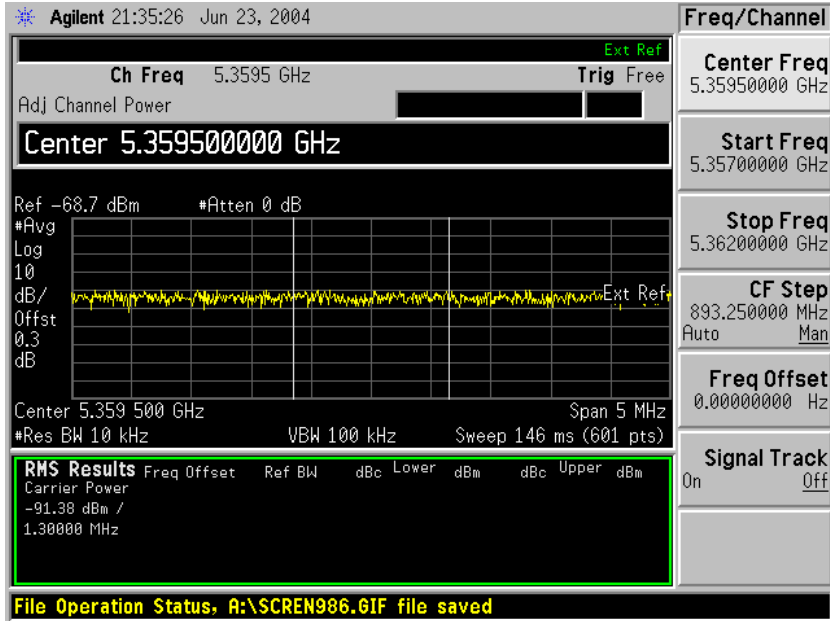 Agilent 21:35:26 Jun 23, 2004
Freq/Channel
Ext Ref
Ch Freq 5.3595 GHz Trig Free
Adj Channel Power
Center 5.359500000 GHz
Ref -68.7 dBm #Atten 0 dB
#Avg
Log
10
dB/
Offst
0.3
dB
Ext Ref
Center 5.359 500 GHz Span 5 MHz
#Res BW 10 kHz VBW 100 kHz Sweep 146 ms (601 pts)
RMS Results Freq Offset Ref BW dBc Lower dBm dBc Upper dBm
Carrier Power
-91.38 dBm /
1.30000 MHz
Center Freq
5.35950000 GHz
Start Freq
5.35700000 GHz
Stop Freq
5.36200000 GHz
CF Step
893.250000 MHz
Auto Man
Freq Offset
0.00000000 Hz
Signal Track
On Off
File Operation Status, A:\SCREN986.GIF file saved